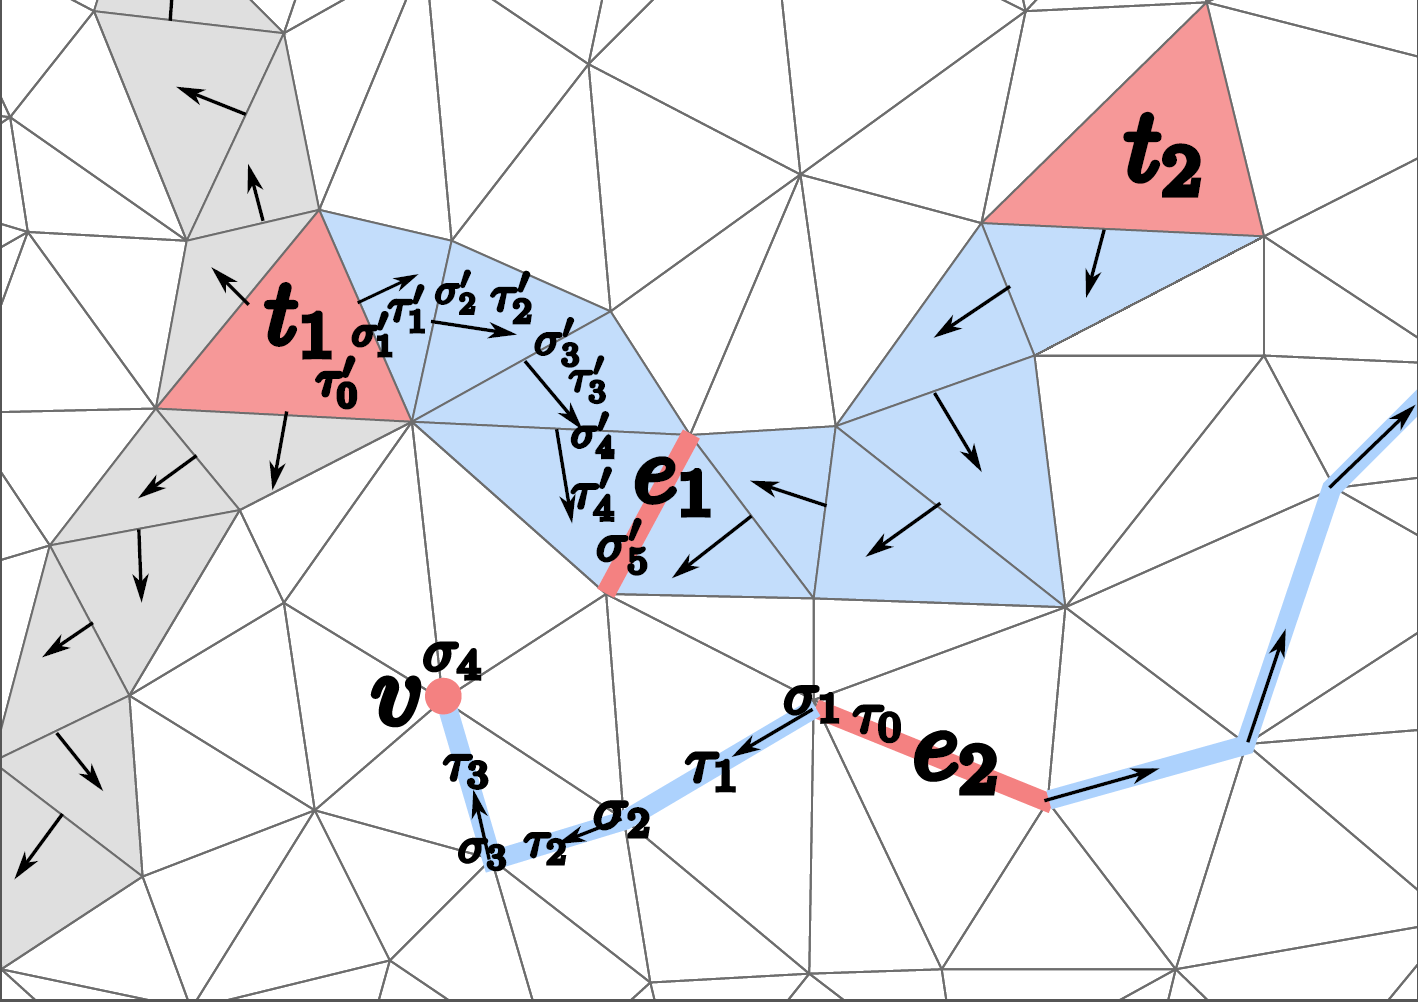 t₂
t₁
τ′₀
σ′₁
τ′₁
σ′₂
τ′₂
σ′₃
τ′₃
σ′₄
τ′₄
σ′₅
e₁
v
σ₄
τ₃
σ₃
τ₂
σ₂
τ₁
σ₁
τ₀
e₂